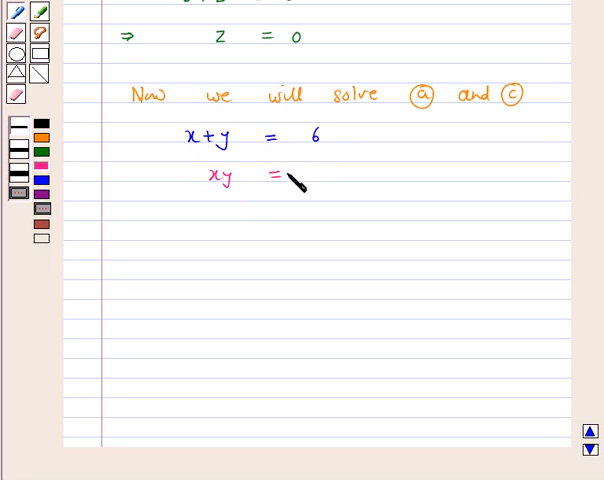 ⇒ z = 0
Now we will solve ⓐ and ⓒ
x+y = 6
xy =